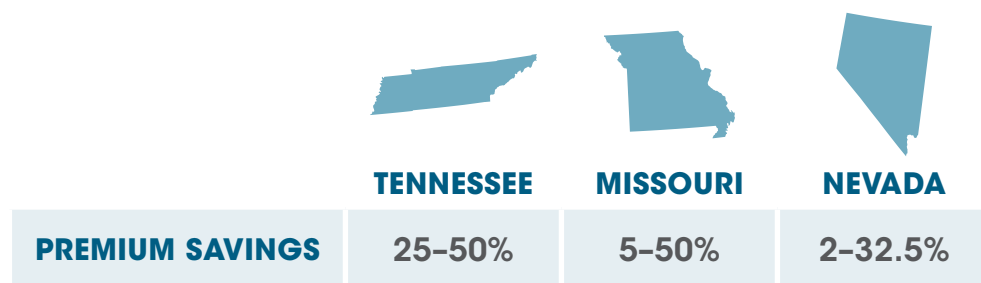 TENNESSEE MISSOURI NEVADA
PREMIUM SAVINGS 25–50% 5–50% 2–32.5%